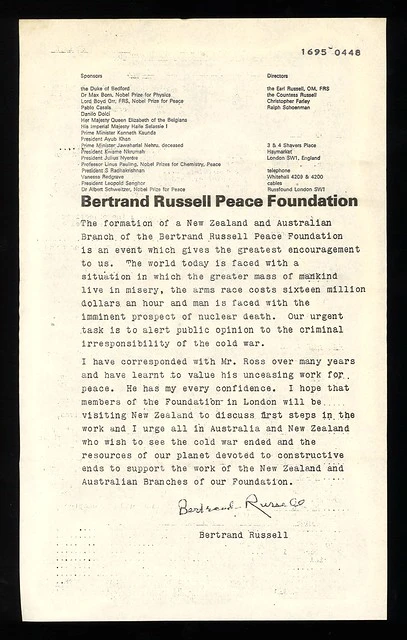 1695 0448
Sponsors
the Duke of Bedford
Dr Max Born, Nobel Prize for Physics
Lord Boyd Orr, FRS, Nobel Prize for Peace
Pablo Casals
Danilo Dolci
Her Majesty Queen Elizabeth of the Belgians
His Imperial Majesty Haile Selassie I
Prime Minister Kenneth Kaunda
President Ayub Khan
Prime Minister Jawaharlal Nehru, deceased
President Kwame Nkrumah
President Julius Nyerere
Professor Linus Pauling, Nobel Prizes for Chemistry, Peace
President S Radhakrishnan
Vanessa Redgrave
President Leopold Senghor
Dr Albert Schweitzer, Nobel Prize for Peace
Directors
the Earl Russell, OM, FRS
the Countess Russell
Christopher Farley
Ralph Schoenman
3 & 4 Shavers Place
Haymarket
London SW1, England
telephone
Whitehall 4209 & 4200
cables
Russfound London SW1
Bertrand Russell Peace Foundation
The formation of a New Zealand and Australian
Branch of the Bertrand Russell Peace Foundation
is an event which gives the greatest encouragement
to us. The world today is faced with a
situation in which the greater mass of mankind
live in misery, the arms race costs sixteen million
dollars an hour and man is faced with the
imminent prospect of nuclear death. Our urgent
task is to alert public opinion to the criminal
irresponsibility of the cold war.
I have corresponded with Mr. Ross over many years
and have learnt to value his unceasing work for
peace. He has my every confidence. I hope that
members of the Foundation in London will be
visiting New Zealand to discuss first steps in the
work and I urge all in Australia and New Zealand
who wish to see the cold war ended and the
resources of our planet devoted to constructive
ends to support the work of the New Zealand and
Australian Branches of our Foundation.
Bertrand Russell
Bertrand Russell